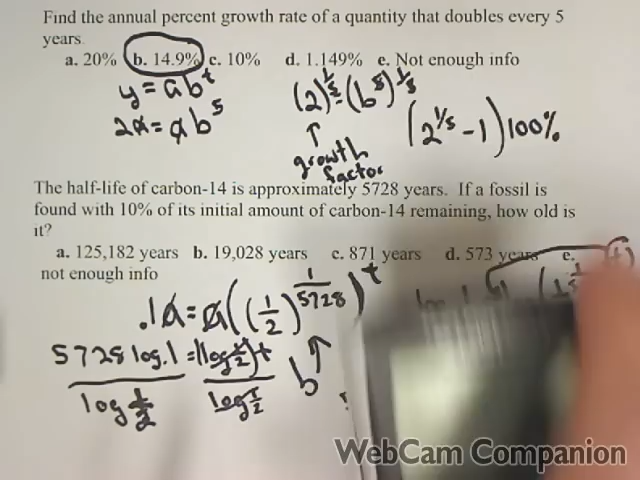 Find the annual percent growth rate of a quantity that doubles every 5
years.
a. 20% b. 14.9% c. 10% d. 1.149% e. Not enough info
y = ab^t
2a = ab^5
(2)^1/5 = (b^5)^1/5
growth
factor
(2^1/5 - 1) 100%
The half-life of carbon-14 is approximately 5728 years. If a fossil is
found with 10% of its initial amount of carbon-14 remaining, how old is
it?
a. 125,182 years b. 19,028 years c. 871 years d. 573 years e.
not enough info
.1a = a((1/2)^1/5728)^t
5728 log .1 = (log 1/2) t
log 1/2 log 1/2
b
WebCam Companion